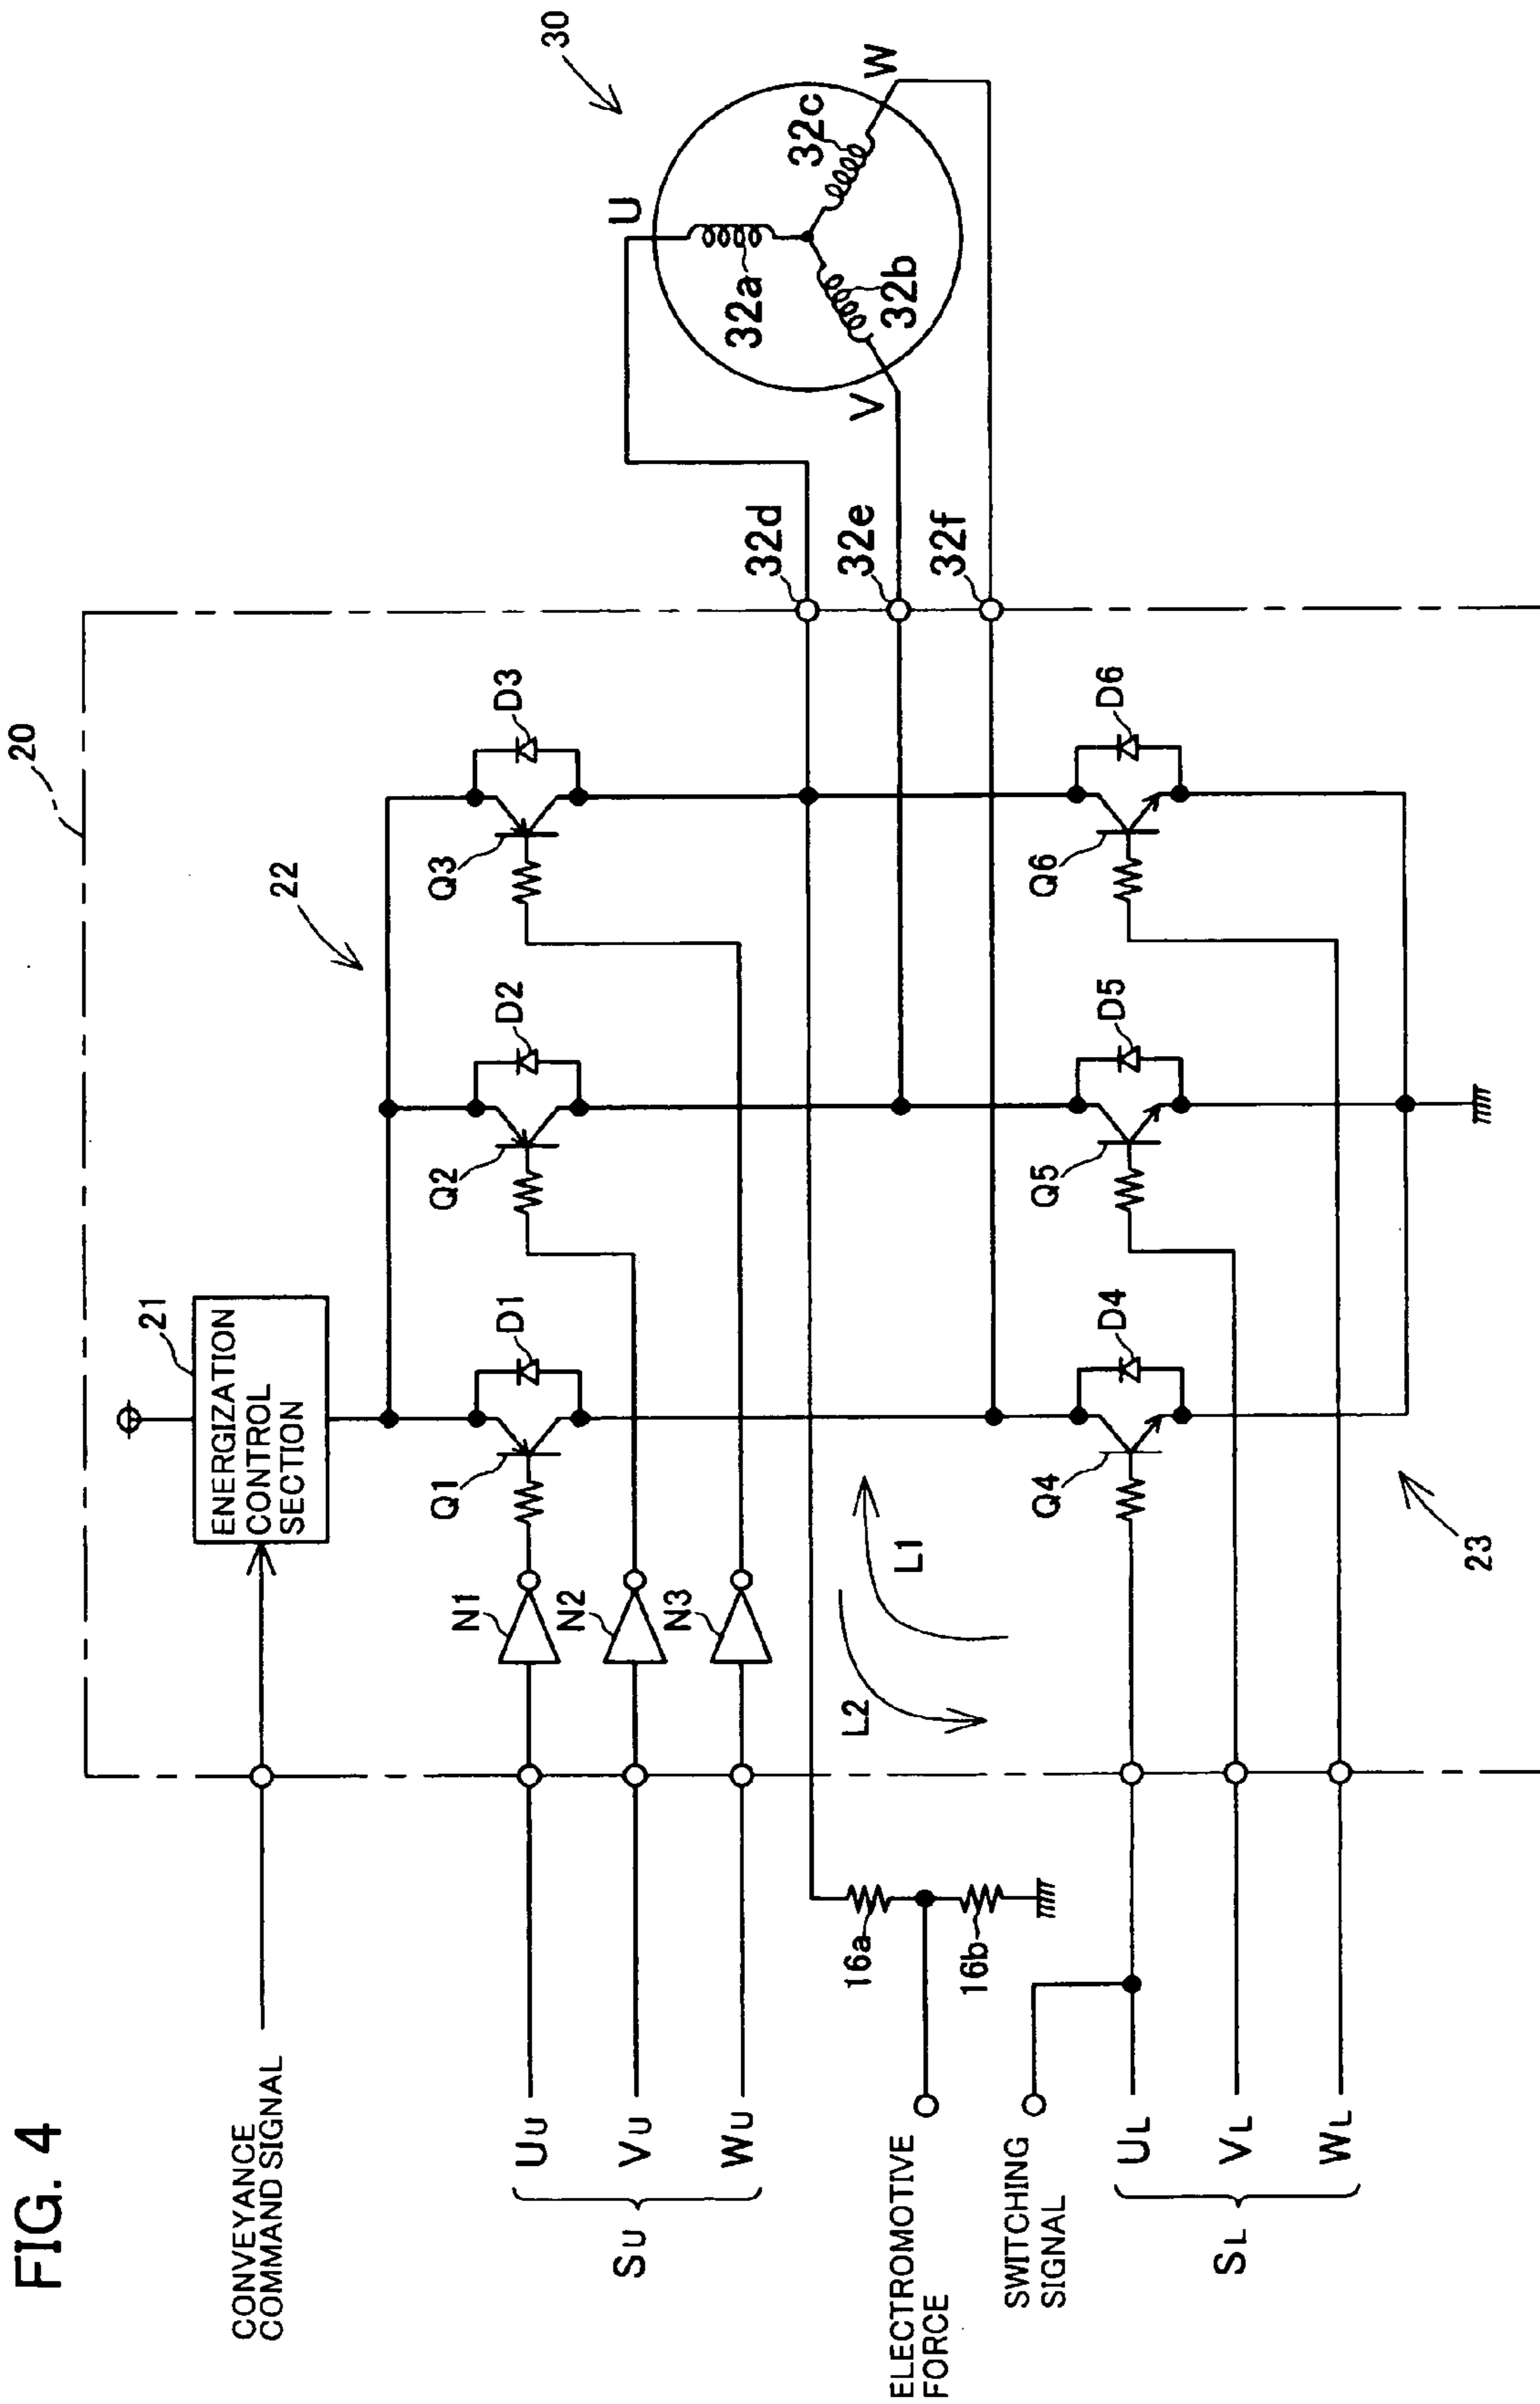 FIG. 4
CONVEYANCE
COMMAND SIGNAL
20
21
ENERGIZATION
CONTROL
SECTION
22
30
D1
D2
D3
Q1
Q2
Q3
N1
N2
N3
UU
VU
WU
SU
U
V
W
32a
32b
32c
32d
32e
32f
L1
L2
16a
16b
ELECTROMOTIVE
FORCE
SWITCHING
SIGNAL
D4
D5
D6
Q4
Q5
Q6
UL
VL
WL
SL
23